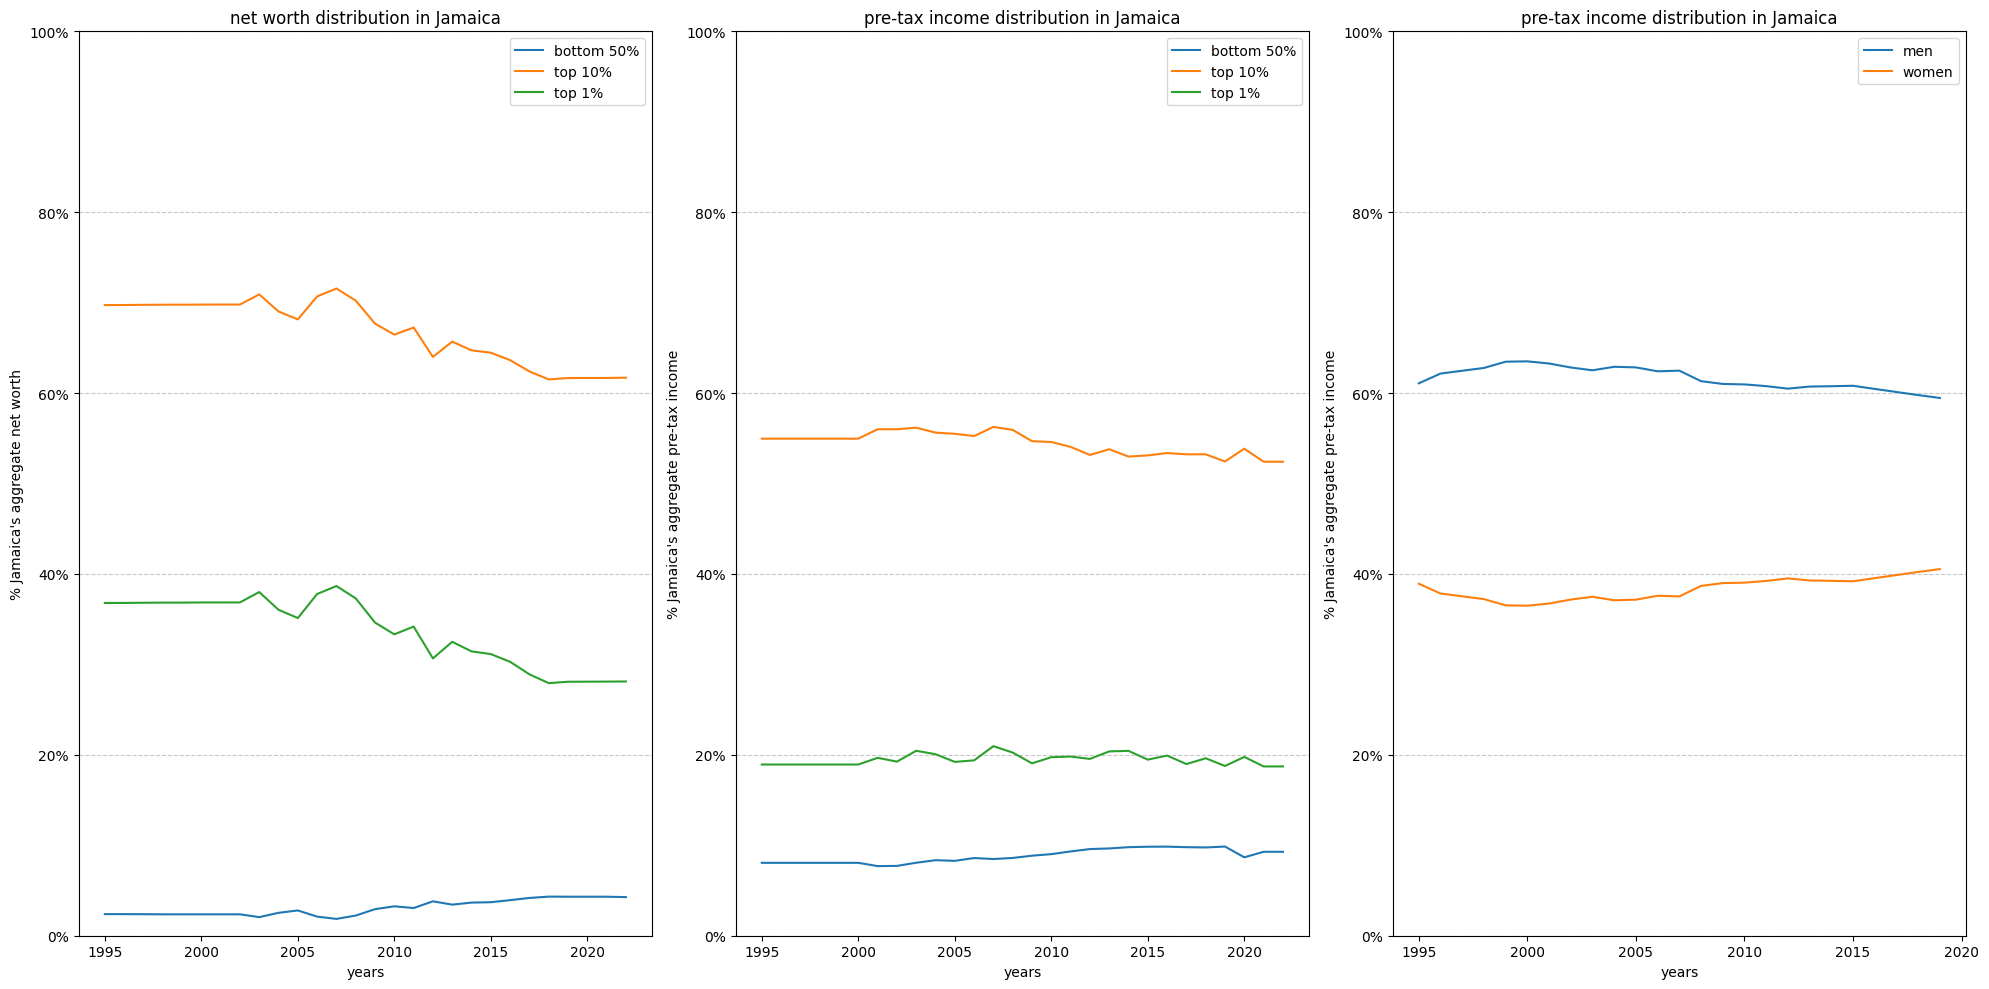 net worth distribution in Jamaica
100%
80%
60%
40%
20%
0%
% Jamaica's aggregate net worth
bottom 50%
top 10%
top 1%
1995
2000
2005
2010
2015
2020
years
pre-tax income distribution in Jamaica
100%
80%
60%
40%
20%
0%
% Jamaica's aggregate pre-tax income
bottom 50%
top 10%
top 1%
1995
2000
2005
2010
2015
2020
years
pre-tax income distribution in Jamaica
100%
80%
60%
40%
20%
0%
% Jamaica's aggregate pre-tax income
men
women
1995
2000
2005
2010
2015
2020
years